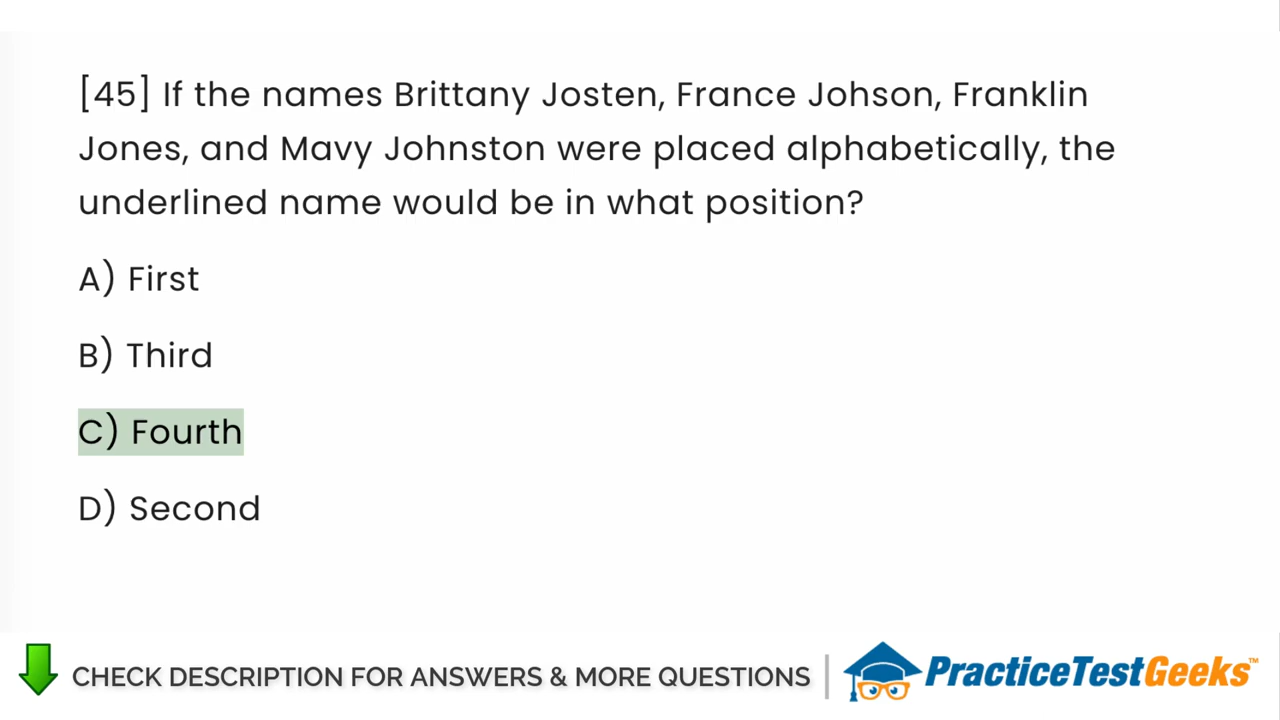 [45] If the names Brittany Josten, France Johson, Franklin
Jones, and Mavy Johnston were placed alphabetically, the
underlined name would be in what position?
A) First
B) Third
C) Fourth
D) Second
CHECK DESCRIPTION FOR ANSWERS & MORE QUESTIONS | PracticeTestGeeks™